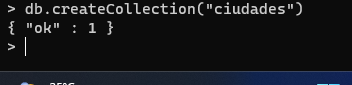 > db.createCollection("ciudades")
{ "ok" : 1 }
>